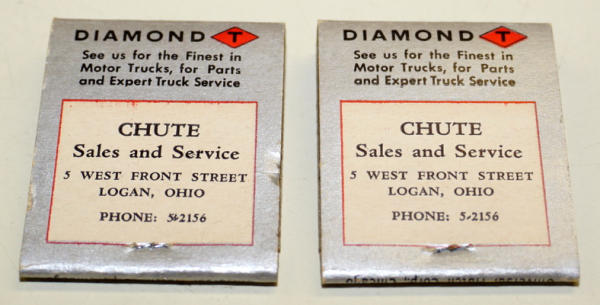 DIAMOND T
See us for the Finest in
Motor Trucks, for Parts
and Expert Truck Service
CHUTE
Sales and Service
5 WEST FRONT STREET
LOGAN, OHIO
PHONE: 5-2156
DIAMOND T
See us for the Finest in
Motor Trucks, for Parts
and Expert Truck Service
CHUTE
Sales and Service
5 WEST FRONT STREET
LOGAN, OHIO
PHONE: 5-2156